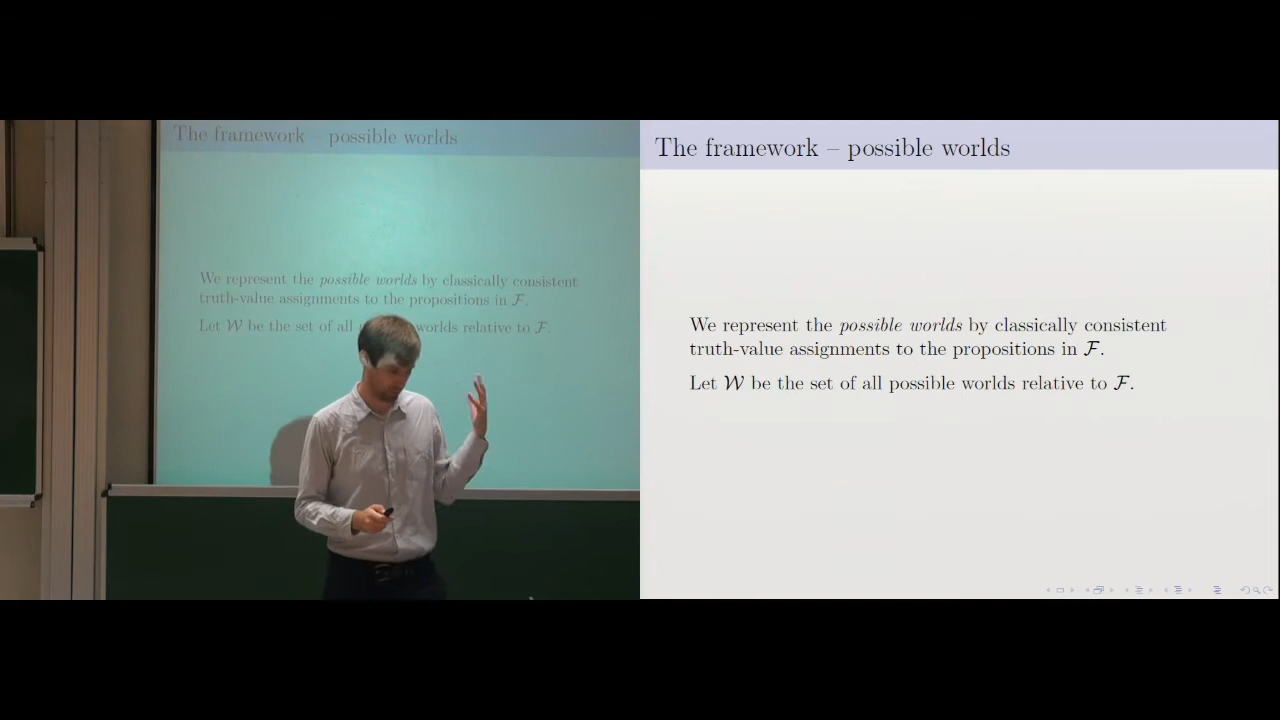 The framework – possible worlds
We represent the possible worlds by classically consistent
truth-value assignments to the propositions in ℱ.
Let 𝒲 be the set of all worlds relative to ℱ.
The framework – possible worlds
We represent the possible worlds by classically consistent
truth-value assignments to the propositions in ℱ.
Let 𝒲 be the set of all possible worlds relative to ℱ.